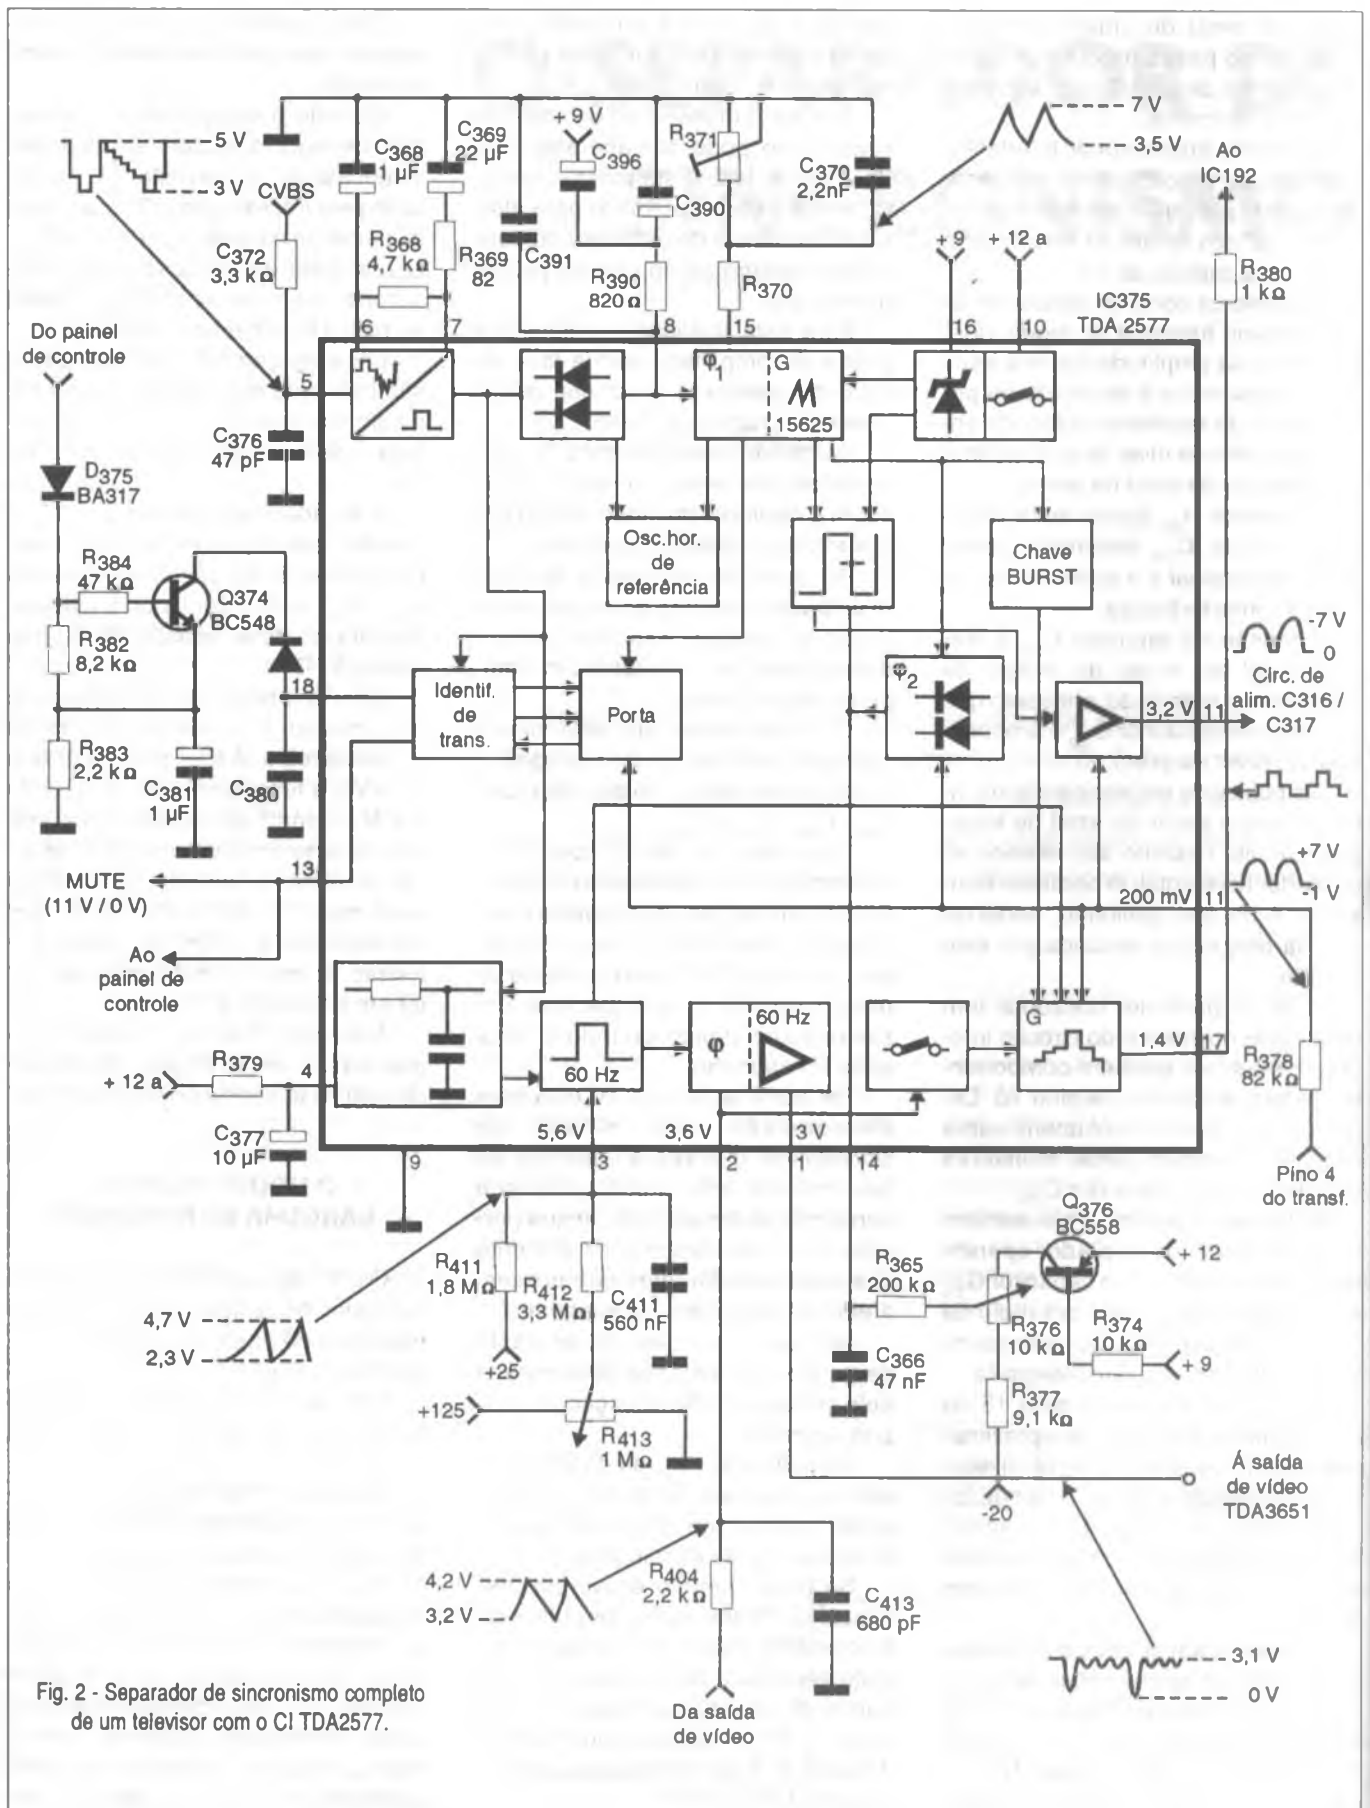 7 V
3,5 V
5 V
3 V
CVBS
C372
3,3 kΩ
C368
1 µF
C369
22 µF
R368
4,7 kΩ
R369
82
+ 9 V
C396
C391
C390
R390
820 Ω
R371
R370
C370
2,2nF
+ 9
+ 12 a
Ao
IC192
R380
1 kΩ
IC375
TDA 2577
6
7
8
15
16
10
Do painel
de controle
5
C376
47 pF
φ1
G
15625
D375
BA317
R384
47 kΩ
Q374
BC548
R382
8,2 kΩ
R383
2,2 kΩ
C381
1 µF
C380
18
Osc.hor.
de
referência
Chave
BURST
Identif.
de
trans.
Porta
φ2
3,2 V
11
-7 V
0
Circ. de
alim. C316 /
C317
MUTE
(11 V / 0 V)
13
200 mV
11
+7 V
-1 V
Ao
painel de
controle
+ 12 a
R379
4
C377
10 µF
60 Hz
φ
60 Hz
G
1,4 V
17
R378
82 kΩ
Pino 4
do transf.
5,6 V
3,6 V
3 V
9
3
2
1
14
R411
1,8 MΩ
+25
R412
3,3 MΩ
C411
560 nF
4,7 V
2,3 V
+125
R413
1 MΩ
R365
200 kΩ
C366
47 nF
Q376
BC558
+ 12
R376
10 kΩ
R374
10 kΩ
+ 9
R377
9,1 kΩ
-20
Á saída
de vídeo
TDA3651
4,2 V
3,2 V
R404
2,2 kΩ
C413
680 pF
Da saída
de vídeo
3,1 V
0 V
Fig. 2 - Separador de sincronismo completo
de um televisor com o CI TDA2577.